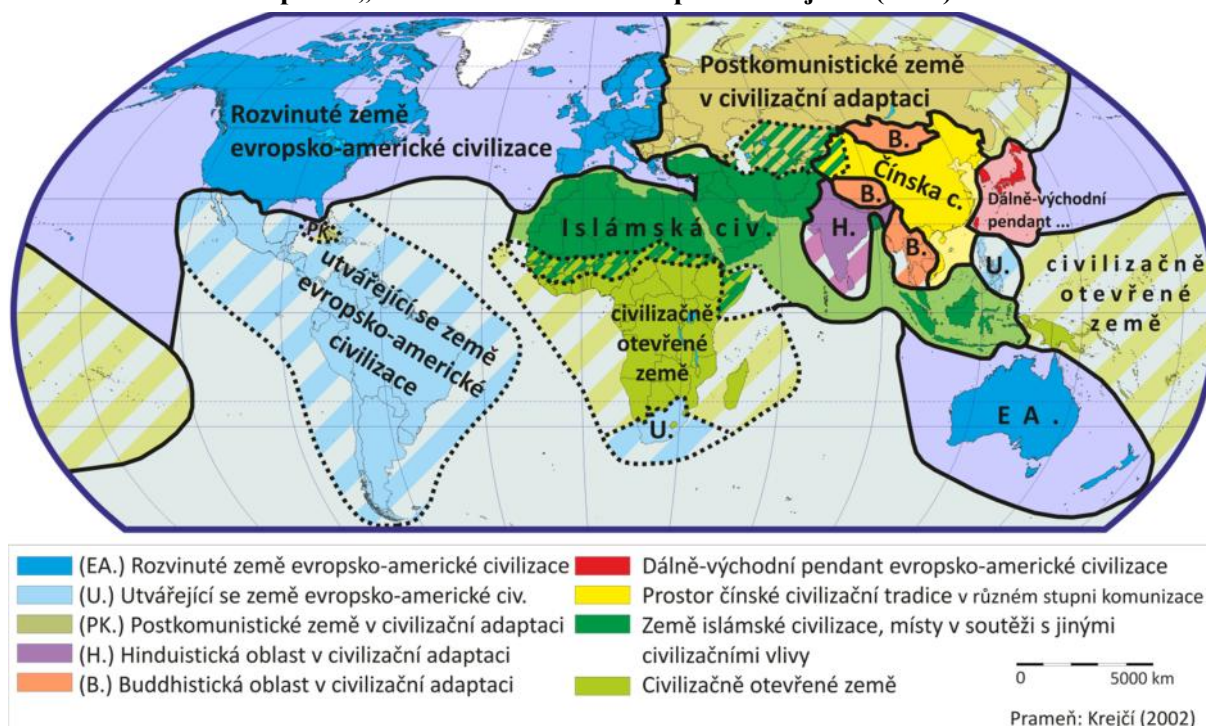 Rozvinuté země
evropsko-americké civilizace
Postkomunistické země
v civilizační adaptaci
B.
Čínska c.
Dálně-východní
pendant ...
B.
H.
B.
U.
Islámská civ.
PK.
utvářející se země
evropsko-americké
civilizace
civilizačně
otevřené
země
civilizačně
otevřené
země
U.
E A .
(EA.) Rozvinuté země evropsko-americké civilizace
(U.) Utvářející se země evropsko-americké civ.
(PK.) Postkomunistické země v civilizační adaptaci
(H.) Hinduistická oblast v civilizační adaptaci
(B.) Buddhistická oblast v civilizační adaptaci
Dálně-východní pendant evropsko-americké civilizace
Prostor čínské civilizační tradice v různém stupni komunizace
Země islámské civilizace, místy v soutěži s jinými
civilizačními vlivy
Civilizačně otevřené země
0 5000 km
Prameň: Krejčí (2002)